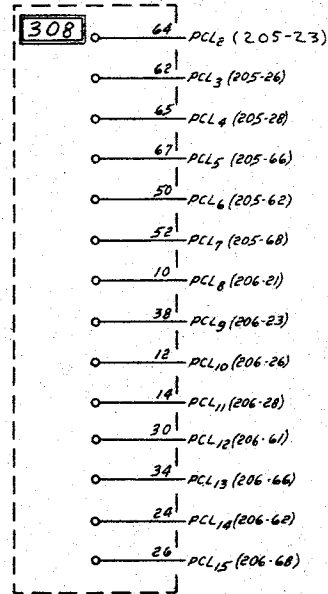 308
64 PCL2 (205-23)
62 PCL3 (205-26)
65 PCL4 (205-28)
67 PCL5 (205-66)
50 PCL6 (205-62)
52 PCL7 (205-68)
10 PCL8 (206-21)
38 PCL9 (206-23)
12 PCL10 (206-26)
14 PCL11 (206-28)
30 PCL12 (206-61)
34 PCL13 (206-66)
24 PCL14 (206-62)
26 PCL15 (206-68)